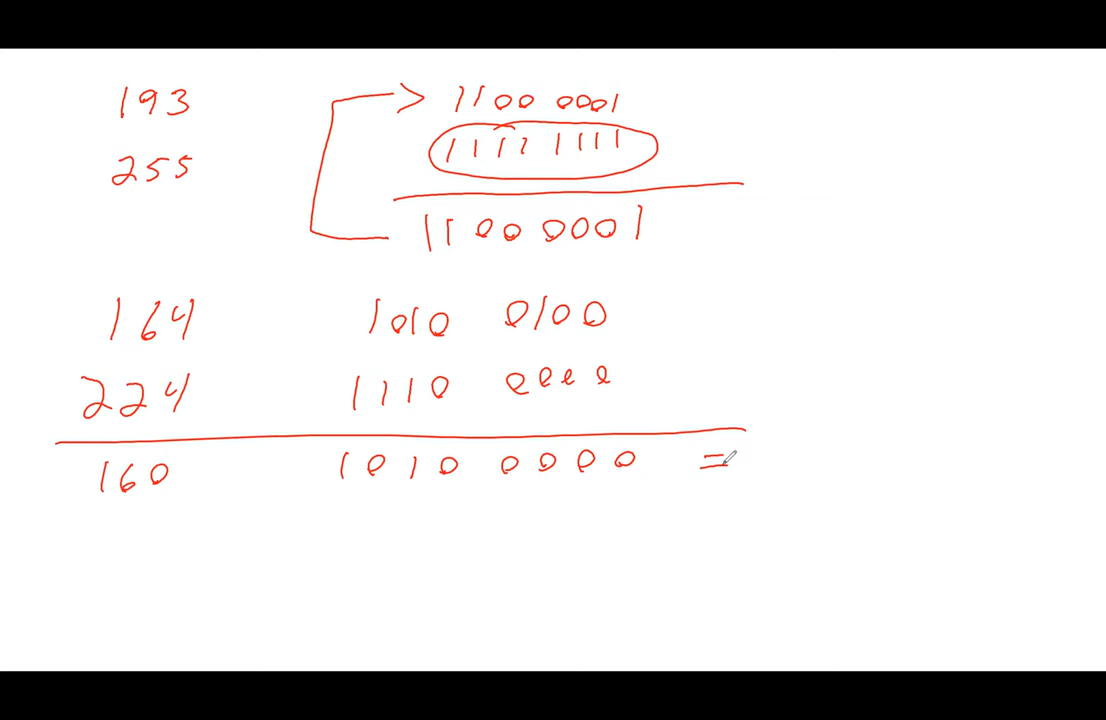 193 > 1100 0001
255 1111 1111
1100 0001
164 1010 0100
224 1110 0000
160 1010 0000 =